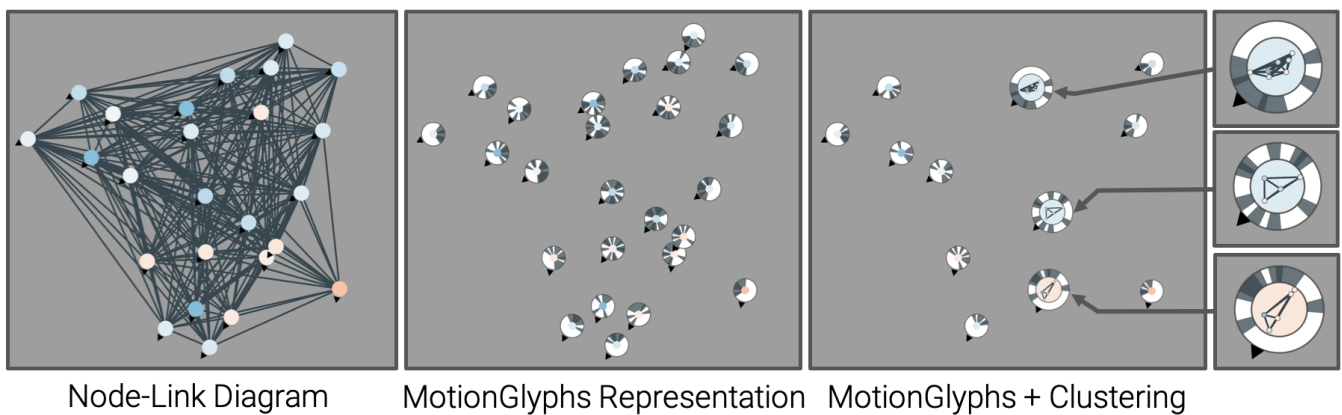 Node-Link Diagram
MotionGlyphs Representation
MotionGlyphs + Clustering